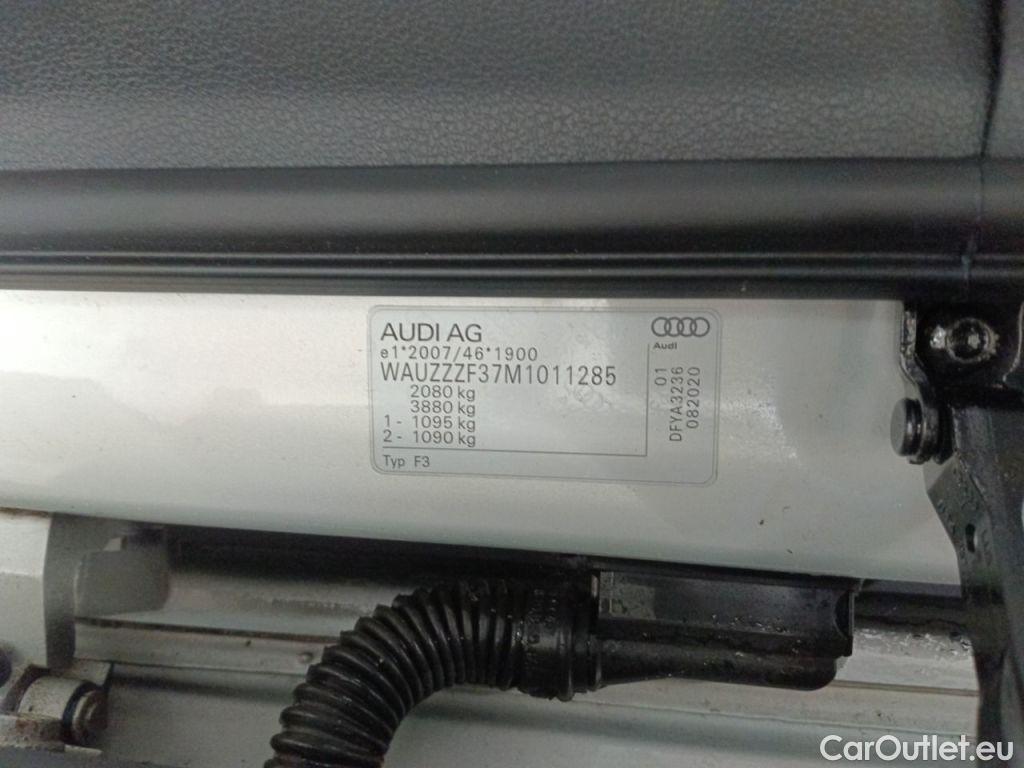 AUDI AG
Audi
e1*2007/46*1900
WAUZZZF37M1011285
2080 kg
3880 kg
1 - 1095 kg
2 - 1090 kg
Typ F3
01
DFYA3236
082020
CarOutlet.eu